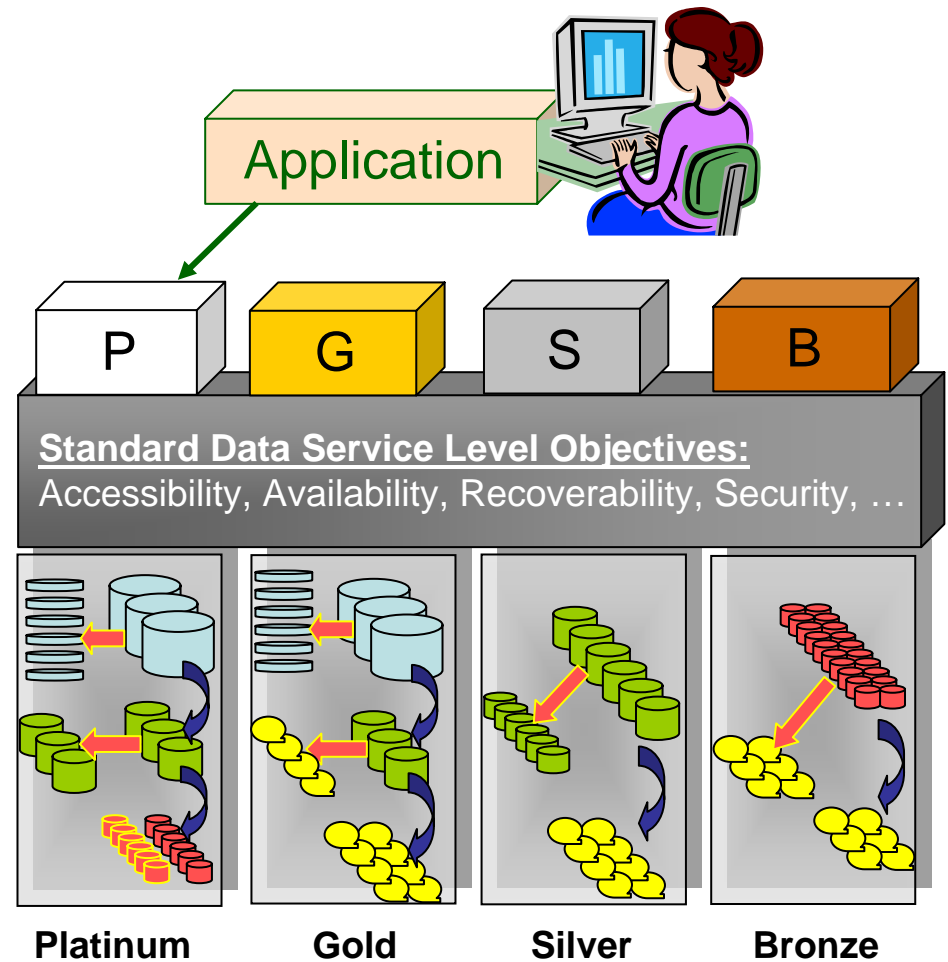 Application
P
G
S
B
Standard Data Service Level Objectives:
Accessibility, Availability, Recoverability, Security, …
Platinum
Gold
Silver
Bronze